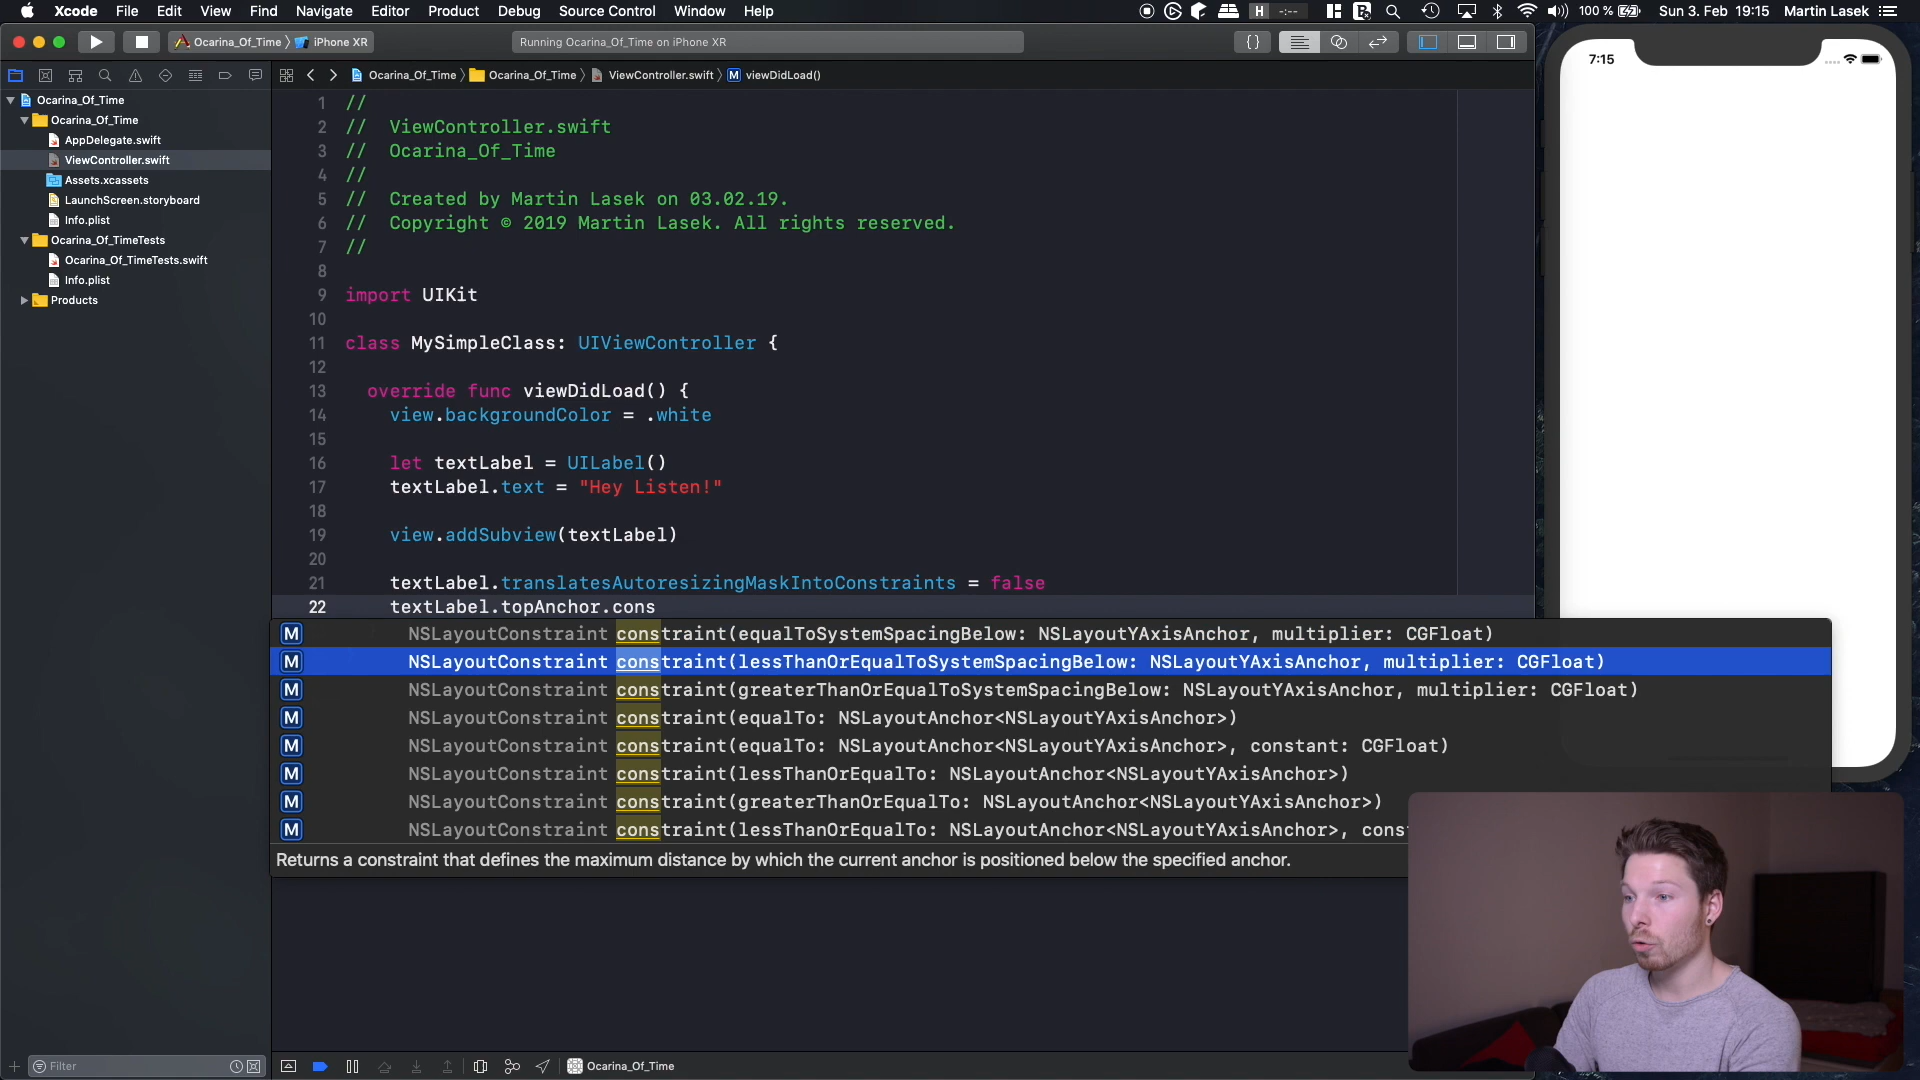 Xcode File Edit View Find Navigate Editor Product Debug Source Control Window Help H -:-- 100 % Sun 3. Feb 19:15 Martin Lasek
Ocarina_Of_Time 〉 iPhone XR Running Ocarina_Of_Time on iPhone XR {}
Ocarina_Of_Time 〉 Ocarina_Of_Time 〉 ViewController.swift 〉 M viewDidLoad()
Ocarina_Of_Time
Ocarina_Of_Time
AppDelegate.swift
ViewController.swift
Assets.xcassets
LaunchScreen.storyboard
Info.plist
Ocarina_Of_TimeTests
Ocarina_Of_TimeTests.swift
Info.plist
Products
Filter
1 //
2 // ViewController.swift
3 // Ocarina_Of_Time
4 //
5 // Created by Martin Lasek on 03.02.19.
6 // Copyright © 2019 Martin Lasek. All rights reserved.
7 //
8
9 import UIKit
10
11 class MySimpleClass: UIViewController {
12
13 override func viewDidLoad() {
14 view.backgroundColor = .white
15
16 let textLabel = UILabel()
17 textLabel.text = "Hey Listen!"
18
19 view.addSubview(textLabel)
20
21 textLabel.translatesAutoresizingMaskIntoConstraints = false
22 textLabel.topAnchor.cons
M NSLayoutConstraint constraint(equalToSystemSpacingBelow: NSLayoutYAxisAnchor, multiplier: CGFloat)
M NSLayoutConstraint constraint(lessThanOrEqualToSystemSpacingBelow: NSLayoutYAxisAnchor, multiplier: CGFloat)
M NSLayoutConstraint constraint(greaterThanOrEqualToSystemSpacingBelow: NSLayoutYAxisAnchor, multiplier: CGFloat)
M NSLayoutConstraint constraint(equalTo: NSLayoutAnchor<NSLayoutYAxisAnchor>)
M NSLayoutConstraint constraint(equalTo: NSLayoutAnchor<NSLayoutYAxisAnchor>, constant: CGFloat)
M NSLayoutConstraint constraint(lessThanOrEqualTo: NSLayoutAnchor<NSLayoutYAxisAnchor>)
M NSLayoutConstraint constraint(greaterThanOrEqualTo: NSLayoutAnchor<NSLayoutYAxisAnchor>)
M NSLayoutConstraint constraint(lessThanOrEqualTo: NSLayoutAnchor<NSLayoutYAxisAnchor>, cons
Returns a constraint that defines the maximum distance by which the current anchor is positioned below the specified anchor.
Ocarina_Of_Time
7:15